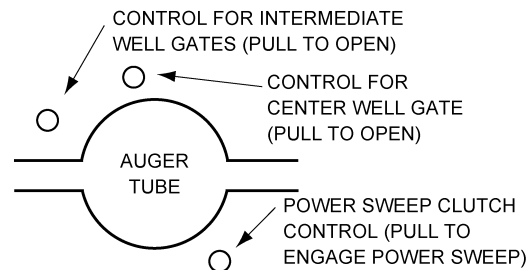 CONTROL FOR INTERMEDIATE
WELL GATES (PULL TO OPEN)
CONTROL FOR
CENTER WELL GATE
(PULL TO OPEN)
AUGER
TUBE
POWER SWEEP CLUTCH
CONTROL (PULL TO
ENGAGE POWER SWEEP)